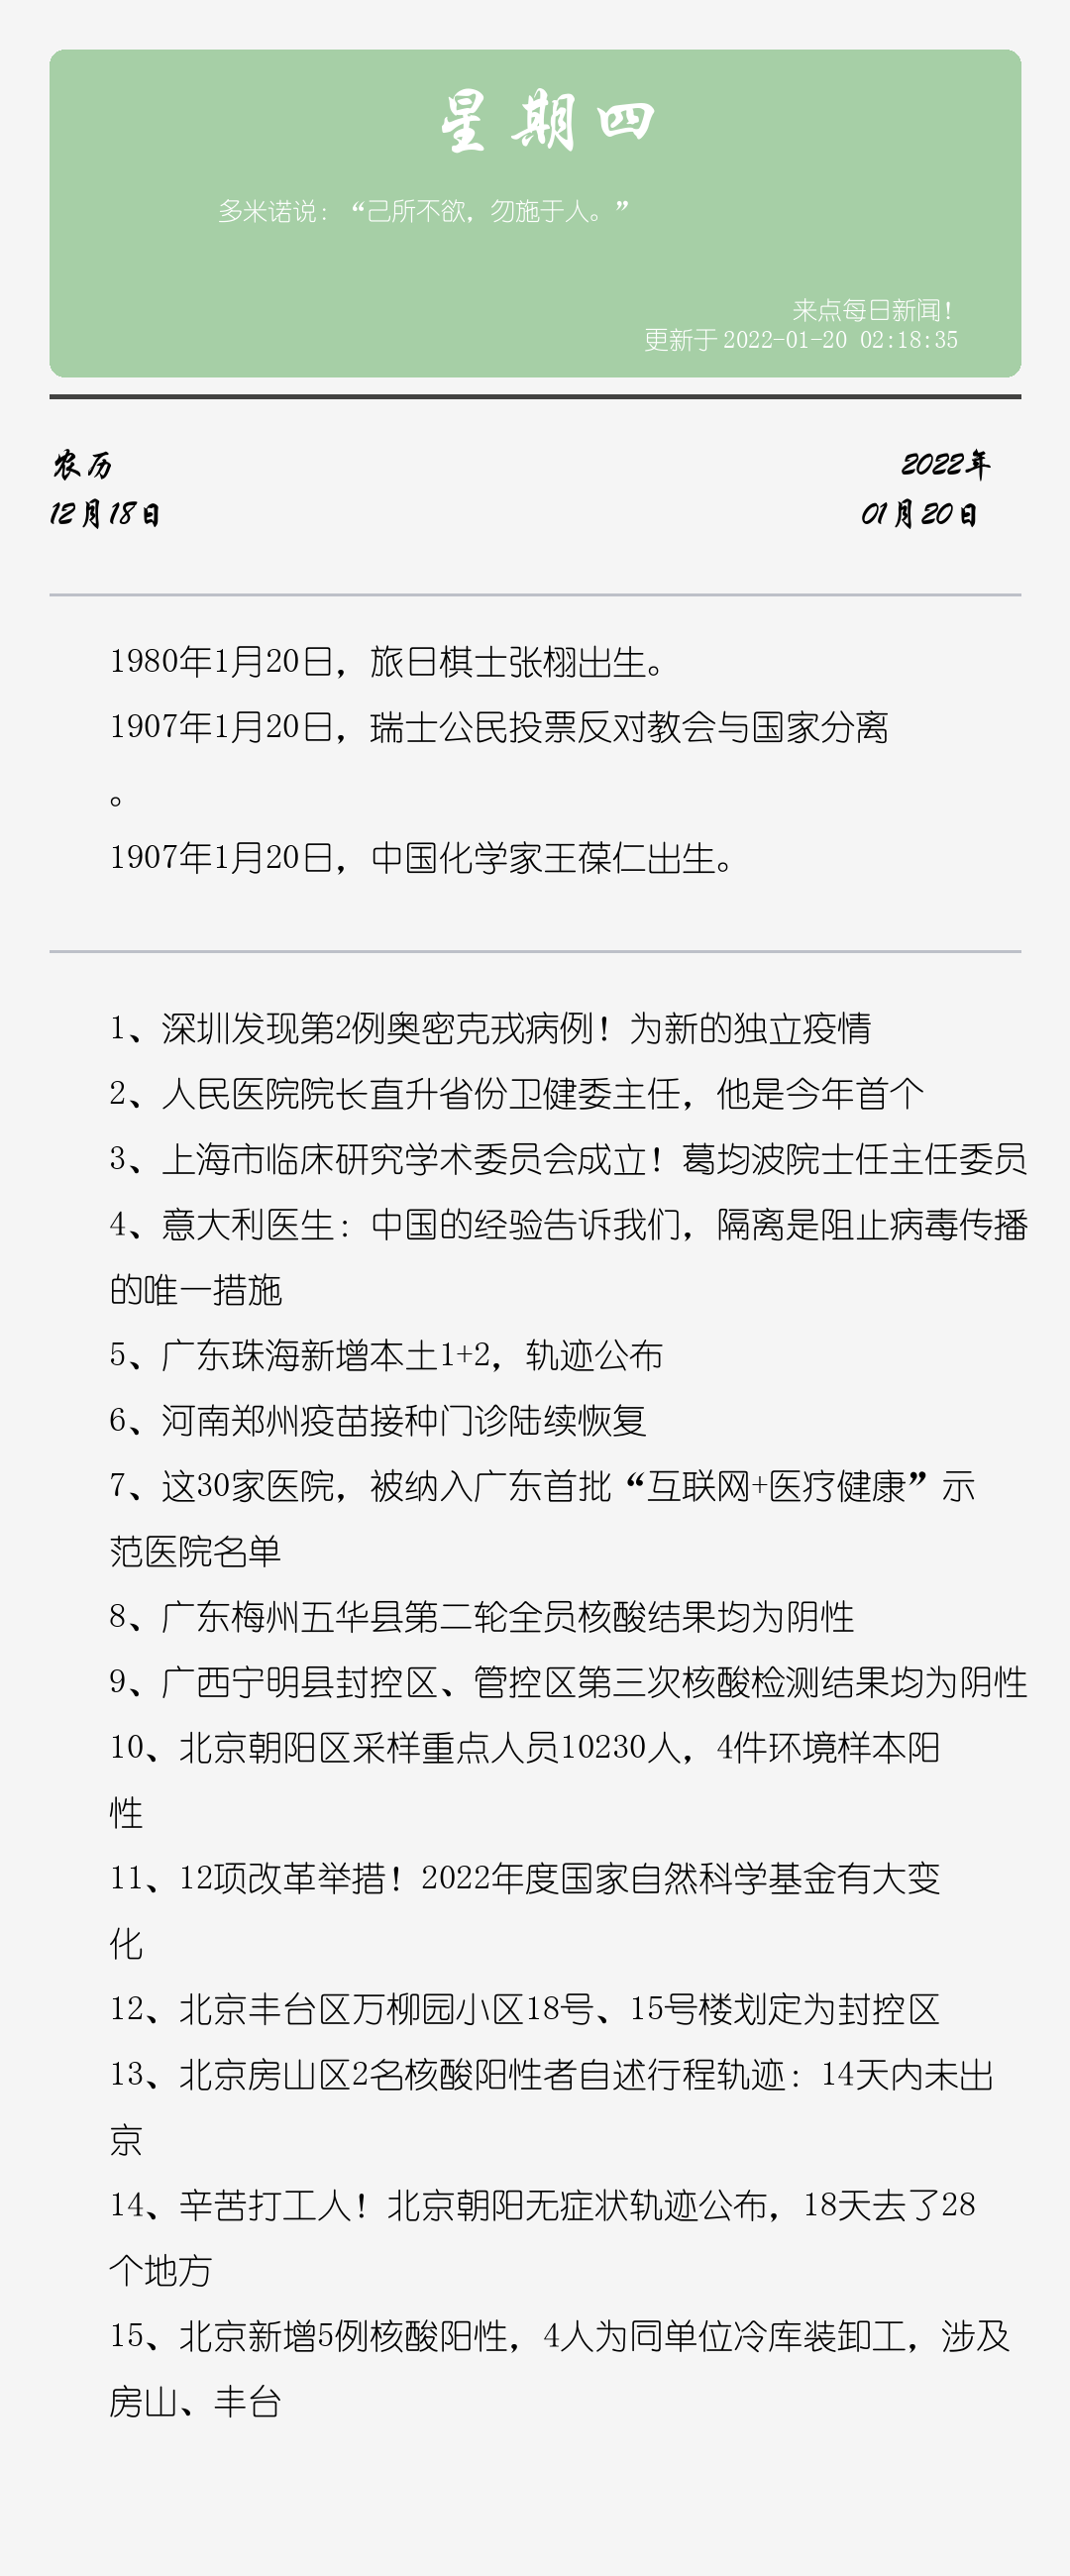 星期四
多米诺说：“己所不欲，勿施于人。”
来点每日新闻！
更新于 2022-01-20 02:18:35
农历
2022年
12月18日
01月20日
1980年1月20日，旅日棋士张栩出生。
1907年1月20日，瑞士公民投票反对教会与国家分离
。
1907年1月20日，中国化学家王葆仁出生。
1、深圳发现第2例奥密克戎病例！为新的独立疫情
2、人民医院院长直升省份卫健委主任，他是今年首个
3、上海市临床研究学术委员会成立！葛均波院士任主任委员
4、意大利医生：中国的经验告诉我们，隔离是阻止病毒传播
的唯一措施
5、广东珠海新增本土1+2，轨迹公布
6、河南郑州疫苗接种门诊陆续恢复
7、这30家医院，被纳入广东首批“互联网+医疗健康”示
范医院名单
8、广东梅州五华县第二轮全员核酸结果均为阴性
9、广西宁明县封控区、管控区第三次核酸检测结果均为阴性
10、北京朝阳区采样重点人员10230人，4件环境样本阳
性
11、12项改革举措！2022年度国家自然科学基金有大变
化
12、北京丰台区万柳园小区18号、15号楼划定为封控区
13、北京房山区2名核酸阳性者自述行程轨迹：14天内未出
京
14、辛苦打工人！北京朝阳无症状轨迹公布，18天去了28
个地方
15、北京新增5例核酸阳性，4人为同单位冷库装卸工，涉及
房山、丰台